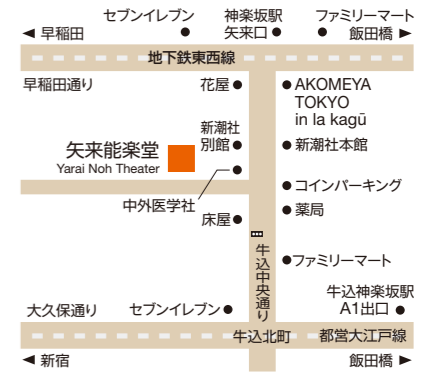 セブンイレブン
神楽坂駅
矢来口
ファミリーマート
早稲田
飯田橋
地下鉄東西線
早稲田通り
花屋
AKOMEYA
TOKYO
in la kagū
新潮社
別館
新潮社本館
矢来能楽堂
Yarai Noh Theater
コインパーキング
中外医学社
薬局
床屋
牛込中央通り
ファミリーマート
牛込神楽坂駅
A1出口
大久保通り
セブンイレブン
牛込北町
都営大江戸線
新宿
飯田橋